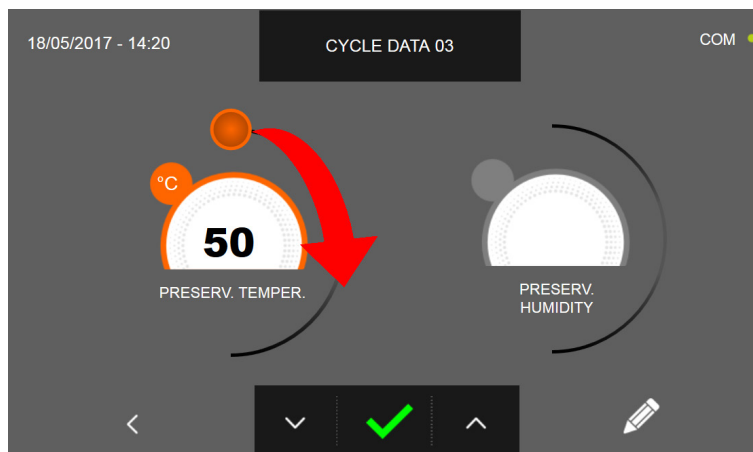 18/05/2017 - 14:20
CYCLE DATA 03
COM
°C
50
PRESERV. TEMPER.
PRESERV.
HUMIDITY